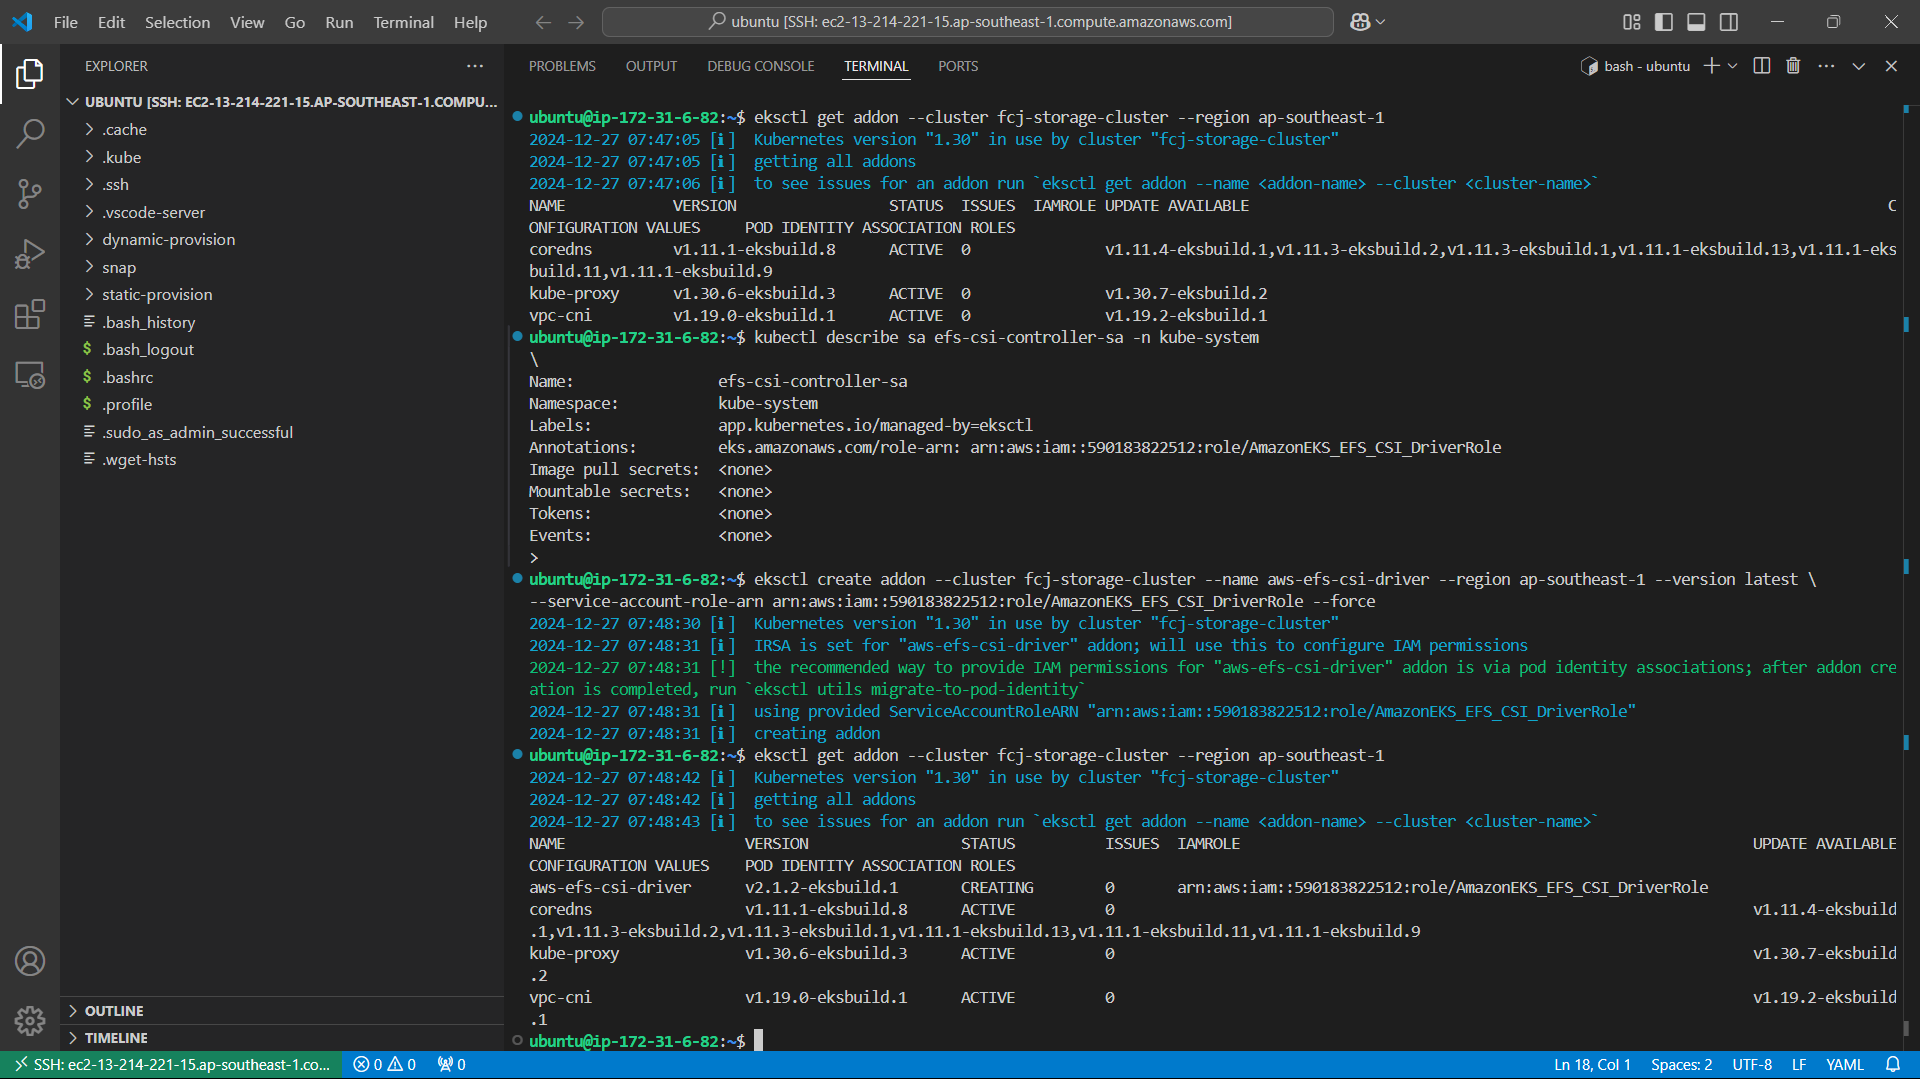 File Edit Selection View Go Run Terminal Help
ubuntu [SSH: ec2-13-214-221-15.ap-southeast-1.compute.amazonaws.com]
EXPLORER
UBUNTU [SSH: EC2-13-214-221-15.AP-SOUTHEAST-1.COMPU...
.cache
.kube
.ssh
.vscode-server
dynamic-provision
snap
static-provision
.bash_history
.bash_logout
.bashrc
.profile
.sudo_as_admin_successful
.wget-hsts
OUTLINE
TIMELINE
PROBLEMS OUTPUT DEBUG CONSOLE TERMINAL PORTS
bash - ubuntu
ubuntu@ip-172-31-6-82:~$ eksctl get addon --cluster fcj-storage-cluster --region ap-southeast-1
2024-12-27 07:47:05 [ℹ]  Kubernetes version "1.30" in use by cluster "fcj-storage-cluster"
2024-12-27 07:47:05 [ℹ]  getting all addons
2024-12-27 07:47:06 [ℹ]  to see issues for an addon run `eksctl get addon --name <addon-name> --cluster <cluster-name>`
NAME VERSION STATUS ISSUES IAMROLE UPDATE AVAILABLE C
ONFIGURATION VALUES POD IDENTITY ASSOCIATION ROLES
coredns v1.11.1-eksbuild.8 ACTIVE 0 v1.11.4-eksbuild.1,v1.11.3-eksbuild.2,v1.11.3-eksbuild.1,v1.11.1-eksbuild.13,v1.11.1-eks
build.11,v1.11.1-eksbuild.9
kube-proxy v1.30.6-eksbuild.3 ACTIVE 0 v1.30.7-eksbuild.2
vpc-cni v1.19.0-eksbuild.1 ACTIVE 0 v1.19.2-eksbuild.1
ubuntu@ip-172-31-6-82:~$ kubectl describe sa efs-csi-controller-sa -n kube-system
\
Name: efs-csi-controller-sa
Namespace: kube-system
Labels: app.kubernetes.io/managed-by=eksctl
Annotations: eks.amazonaws.com/role-arn: arn:aws:iam::590183822512:role/AmazonEKS_EFS_CSI_DriverRole
Image pull secrets: <none>
Mountable secrets: <none>
Tokens: <none>
Events: <none>
>
ubuntu@ip-172-31-6-82:~$ eksctl create addon --cluster fcj-storage-cluster --name aws-efs-csi-driver --region ap-southeast-1 --version latest \
--service-account-role-arn arn:aws:iam::590183822512:role/AmazonEKS_EFS_CSI_DriverRole --force
2024-12-27 07:48:30 [ℹ]  Kubernetes version "1.30" in use by cluster "fcj-storage-cluster"
2024-12-27 07:48:31 [ℹ]  IRSA is set for "aws-efs-csi-driver" addon; will use this to configure IAM permissions
2024-12-27 07:48:31 [!]  the recommended way to provide IAM permissions for "aws-efs-csi-driver" addon is via pod identity associations; after addon cre
ation is completed, run `eksctl utils migrate-to-pod-identity`
2024-12-27 07:48:31 [ℹ]  using provided ServiceAccountRoleARN "arn:aws:iam::590183822512:role/AmazonEKS_EFS_CSI_DriverRole"
2024-12-27 07:48:31 [ℹ]  creating addon
ubuntu@ip-172-31-6-82:~$ eksctl get addon --cluster fcj-storage-cluster --region ap-southeast-1
2024-12-27 07:48:42 [ℹ]  Kubernetes version "1.30" in use by cluster "fcj-storage-cluster"
2024-12-27 07:48:42 [ℹ]  getting all addons
2024-12-27 07:48:43 [ℹ]  to see issues for an addon run `eksctl get addon --name <addon-name> --cluster <cluster-name>`
NAME VERSION STATUS ISSUES IAMROLE UPDATE AVAILABLE
CONFIGURATION VALUES POD IDENTITY ASSOCIATION ROLES
aws-efs-csi-driver v2.1.2-eksbuild.1 CREATING 0 arn:aws:iam::590183822512:role/AmazonEKS_EFS_CSI_DriverRole
coredns v1.11.1-eksbuild.8 ACTIVE 0 v1.11.4-eksbuild
.1,v1.11.3-eksbuild.2,v1.11.3-eksbuild.1,v1.11.1-eksbuild.13,v1.11.1-eksbuild.11,v1.11.1-eksbuild.9
kube-proxy v1.30.6-eksbuild.3 ACTIVE 0 v1.30.7-eksbuild
.2
vpc-cni v1.19.0-eksbuild.1 ACTIVE 0 v1.19.2-eksbuild
.1
ubuntu@ip-172-31-6-82:~$
SSH: ec2-13-214-221-15.ap-southeast-1.co... 0 0 0 Ln 18, Col 1 Spaces: 2 UTF-8 LF YAML